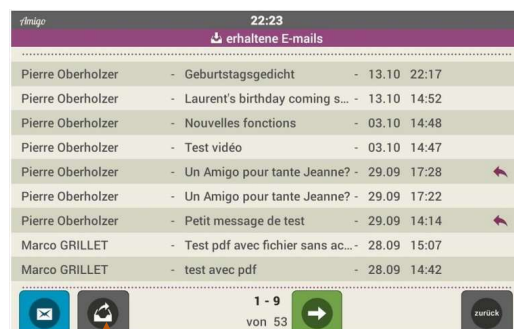 Amigo 22:23
erhaltene E-mails
Pierre Oberholzer - Geburtstagsgedicht - 13.10 22:17
Pierre Oberholzer - Laurent's birthday coming s... - 13.10 14:52
Pierre Oberholzer - Nouvelles fonctions - 03.10 14:48
Pierre Oberholzer - Test vidéo - 03.10 14:47
Pierre Oberholzer - Un Amigo pour tante Jeanne? - 29.09 17:28
Pierre Oberholzer - Un Amigo pour tante Jeanne? - 29.09 17:22
Pierre Oberholzer - Petit message de test - 29.09 14:14
Marco GRILLET - Test pdf avec fichier sans ac... - 28.09 15:07
Marco GRILLET - test avec pdf - 28.09 14:42
1 - 9
von 53
zurück